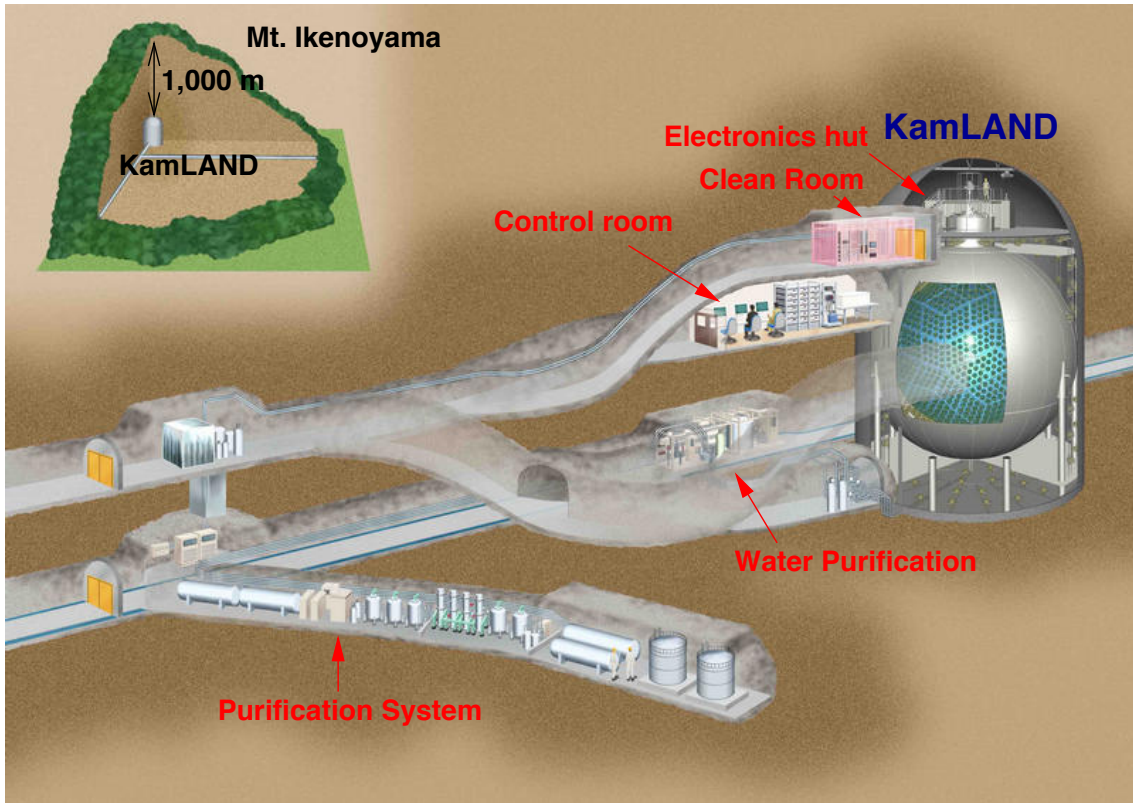 Mt. Ikenoyama
1,000 m
KamLAND
KamLAND
Electronics hut
Clean Room
Control room
Water Purification
Purification System